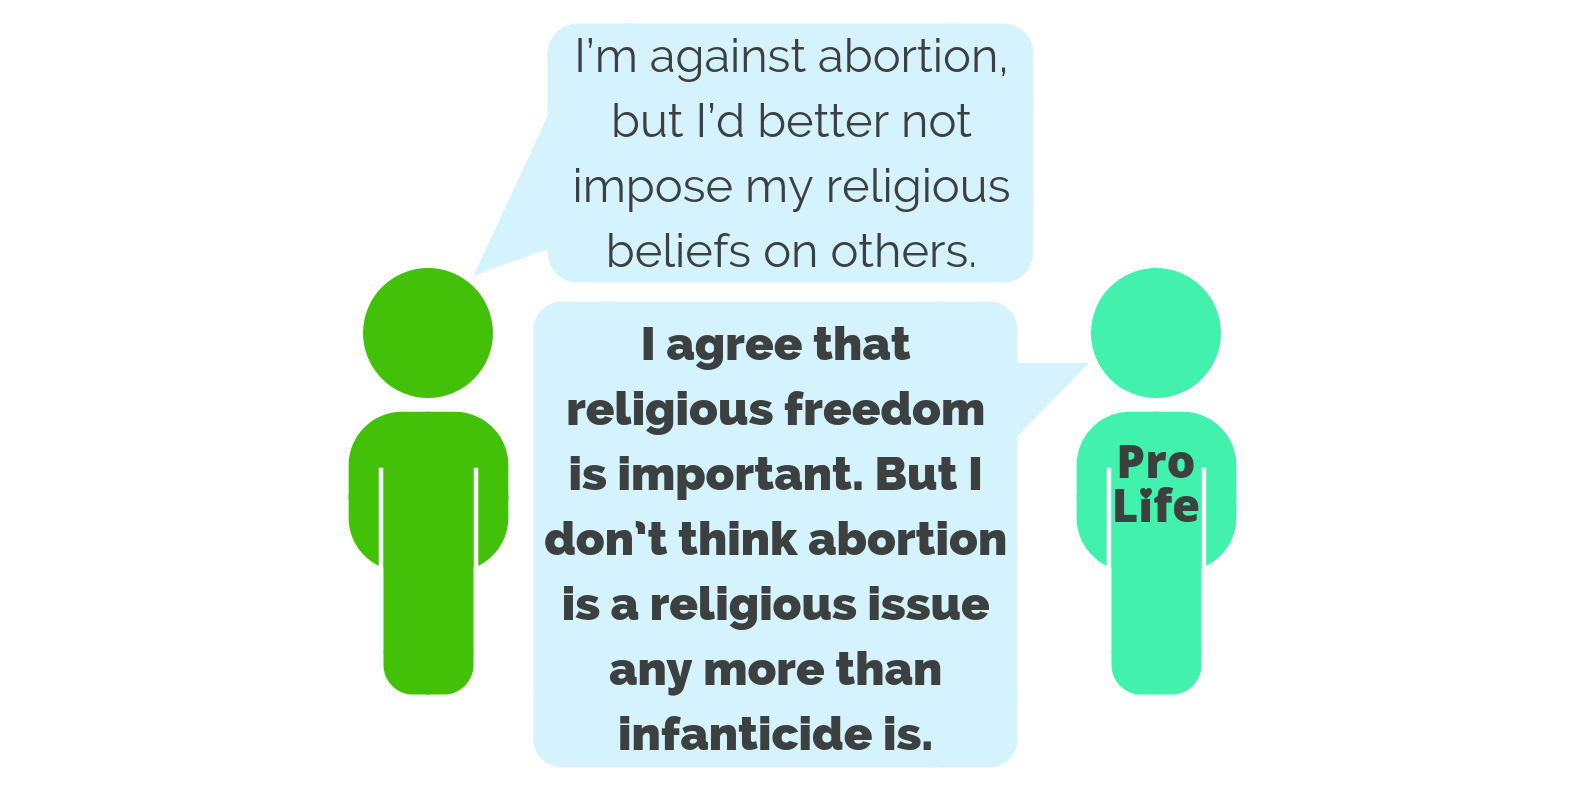 I’m against abortion,
but I’d better not
impose my religious
beliefs on others.
I agree that
religious freedom
is important. But I
don’t think abortion
is a religious issue
any more than
infanticide is.
Pro
Life